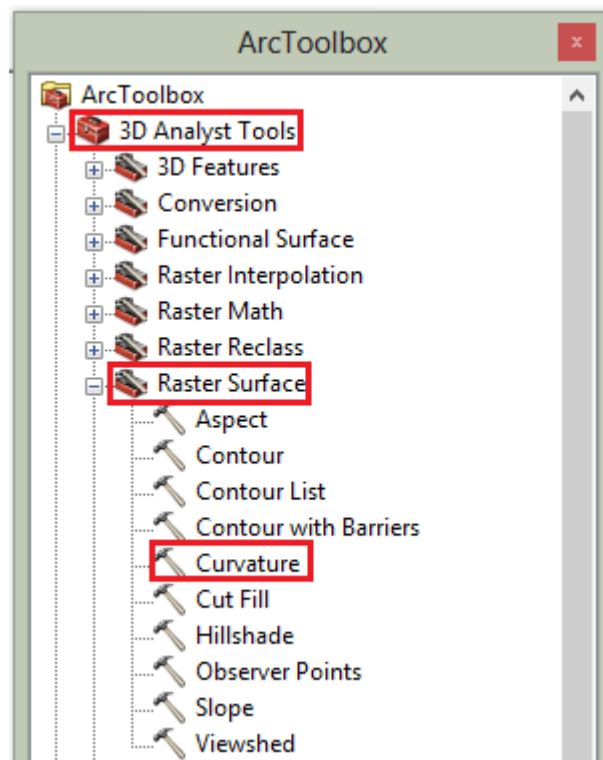 ArcToolbox
x
ArcToolbox
3D Analyst Tools
3D Features
Conversion
Functional Surface
Raster Interpolation
Raster Math
Raster Reclass
Raster Surface
Aspect
Contour
Contour List
Contour with Barriers
Curvature
Cut Fill
Hillshade
Observer Points
Slope
Viewshed